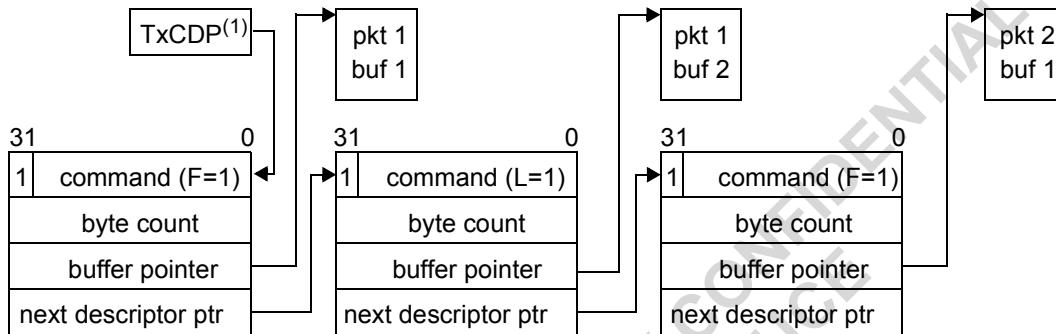 TxCDP(1)
pkt 1
buf 1
pkt 1
buf 2
pkt 2
buf 1
31 0
1 command (F=1)
byte count
buffer pointer
next descriptor ptr
31 0
1 command (L=1)
byte count
buffer pointer
next descriptor ptr
31 0
1 command (F=1)
byte count
buffer pointer
next descriptor ptr
CONFIDENTIAL